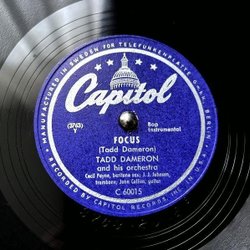 MANUFACTURED IN SWEDEN FOR TELEFUNKENPLATTE G.M.B.H., BERLIN.
Capitol
Bop
Instrumental
FOCUS
(Tadd Dameron)
TADD DAMERON
and his orchestra
Cecil Payne, baritone sax; J. J. Johnson,
trombone; John Collins, guitar
C 60015
RECORDED BY CAPITOL RECORDS INC. IN U.S.A.